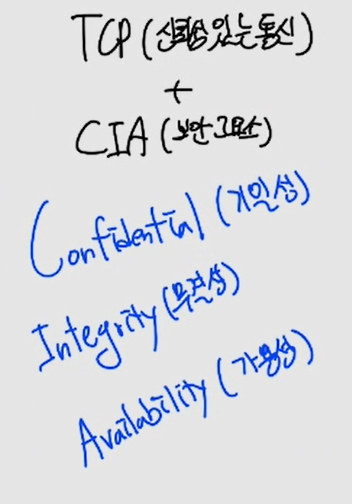 TCP (신뢰성 있는 통신)
+
CIA (보안 3요소)
Confidential (기밀성)
Integrity (무결성)
Availability (가용성)